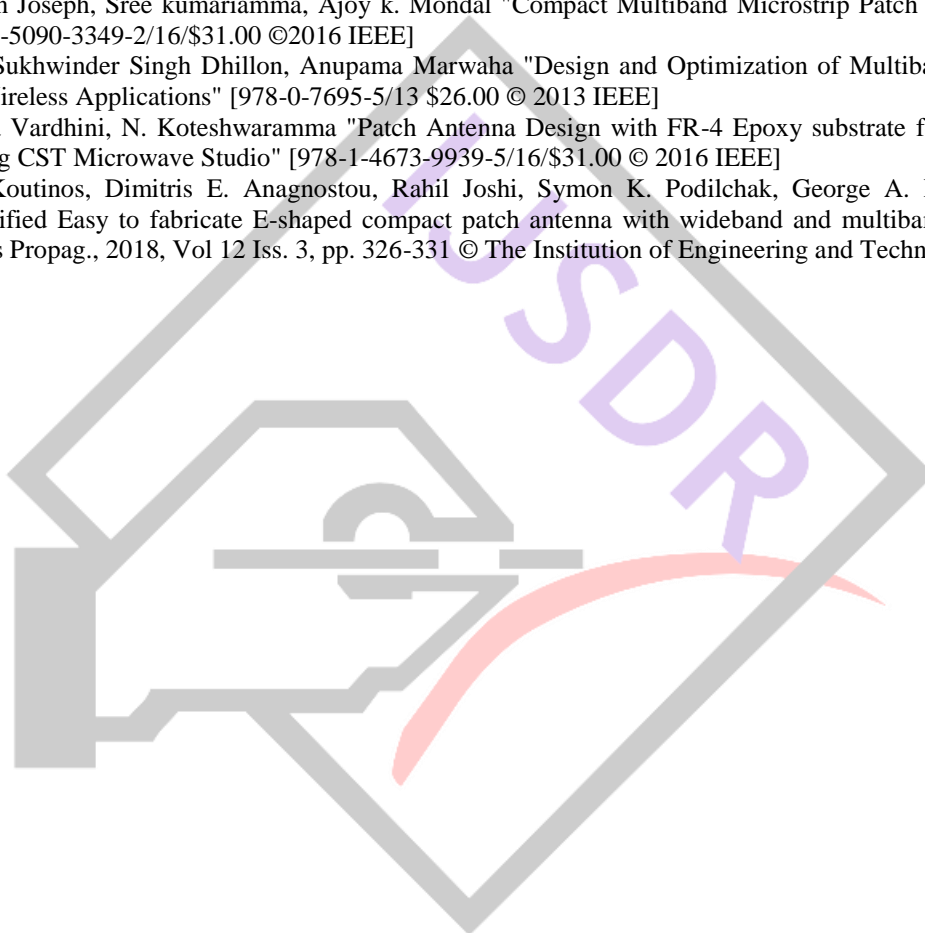 n Joseph, Sree kumariamma, Ajoy k. Mondal "Compact Multiband Microstrip Patch
-5090-3349-2/16/$31.00 ©2016 IEEE]
Sukhwinder Singh Dhillon, Anupama Marwaha "Design and Optimization of Multiba
ireless Applications" [978-0-7695-5/13 $26.00 © 2013 IEEE]
Vardhini, N. Koteshwaramma "Patch Antenna Design with FR-4 Epoxy substrate f
g CST Microwave Studio" [978-1-4673-9939-5/16/$31.00 © 2016 IEEE]
Koutinos, Dimitris E. Anagnostou, Rahil Joshi, Symon K. Podilchak, George A.
ified Easy to fabricate E-shaped compact patch antenna with wideband and multiban
s Propag., 2018, Vol 12 Iss. 3, pp. 326-331 © The Institution of Engineering and Techn
IJSDR